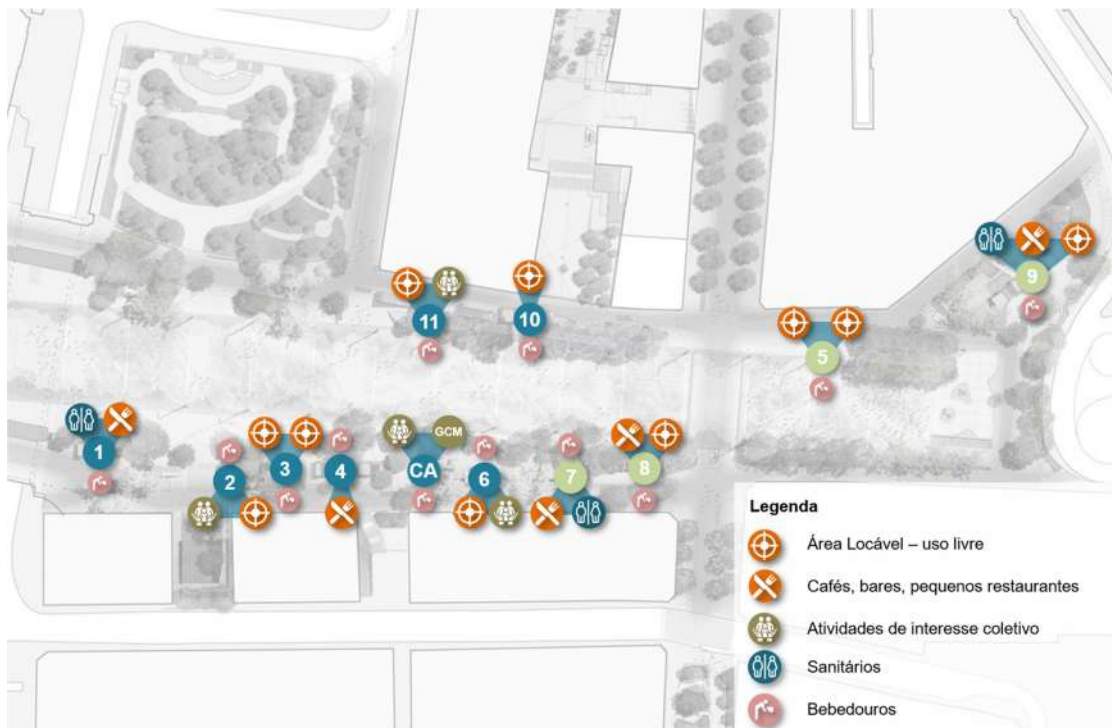 9
11
10
5
1
2
3
4
GCM
CA
6
7
8
Legenda
Área Locável – uso livre
Cafés, bares, pequenos restaurantes
Atividades de interesse coletivo
Sanitários
Bebedouros